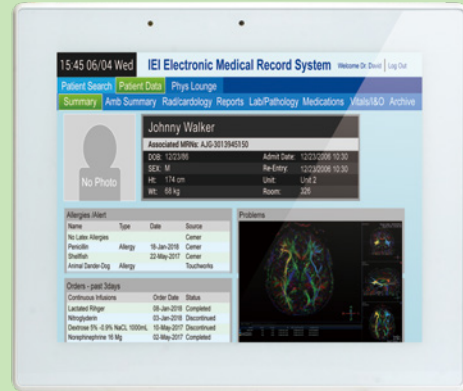 15:45 06/04 Wed IEI Electronic Medical Record System Welcome Dr. David | Log Out
Patient Search Patient Data Phys Lounge
Summary Amb Summary Rad/cardology Reports Lab/Pathology Medications Vitals/I&O Archive
No Photo
Johnny Walker
Associated MRNs: AJG-3013945150
DOB: 12/23/86 Admit Date: 12/23/2006 10:30
SEX: M Re-Entry: 12/23/2006 10:30
Ht: 174 cm Unit: Unit 2
Wt: 68 kg Room: 326
Allergies /Alert
Name Type Date Source
No Latex Allergies Cerner
Penicillin Allergy 18-Jan-2018 Cerner
Shellfish 22-May-2017 Cerner
Animal Dander-Dog Allergy Touchworks
Orders - past 3days
Continuous Infusions Order Date Status
Lactated Rihger 08-Jan-2018 Completed
Nitroglyderin 03-Jan-2018 Discontinued
Dextrose 5% -0.9% NaCL 1000mL 10-May-2017 Discontinued
Norephinephrine 16 Mg 02-May-2017 Completed
Problems